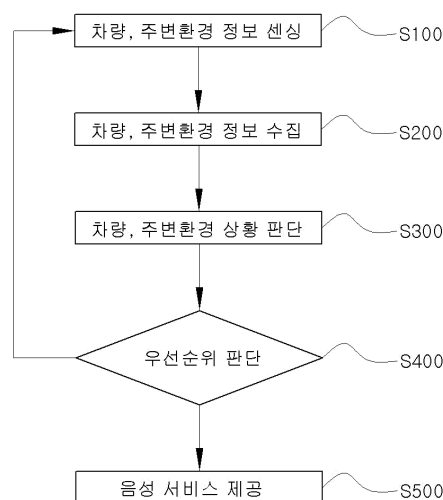 차량, 주변환경 정보 센싱 S100
차량, 주변환경 정보 수집 S200
차량, 주변환경 상황 판단 S300
우선순위 판단 S400
음성 서비스 제공 S500